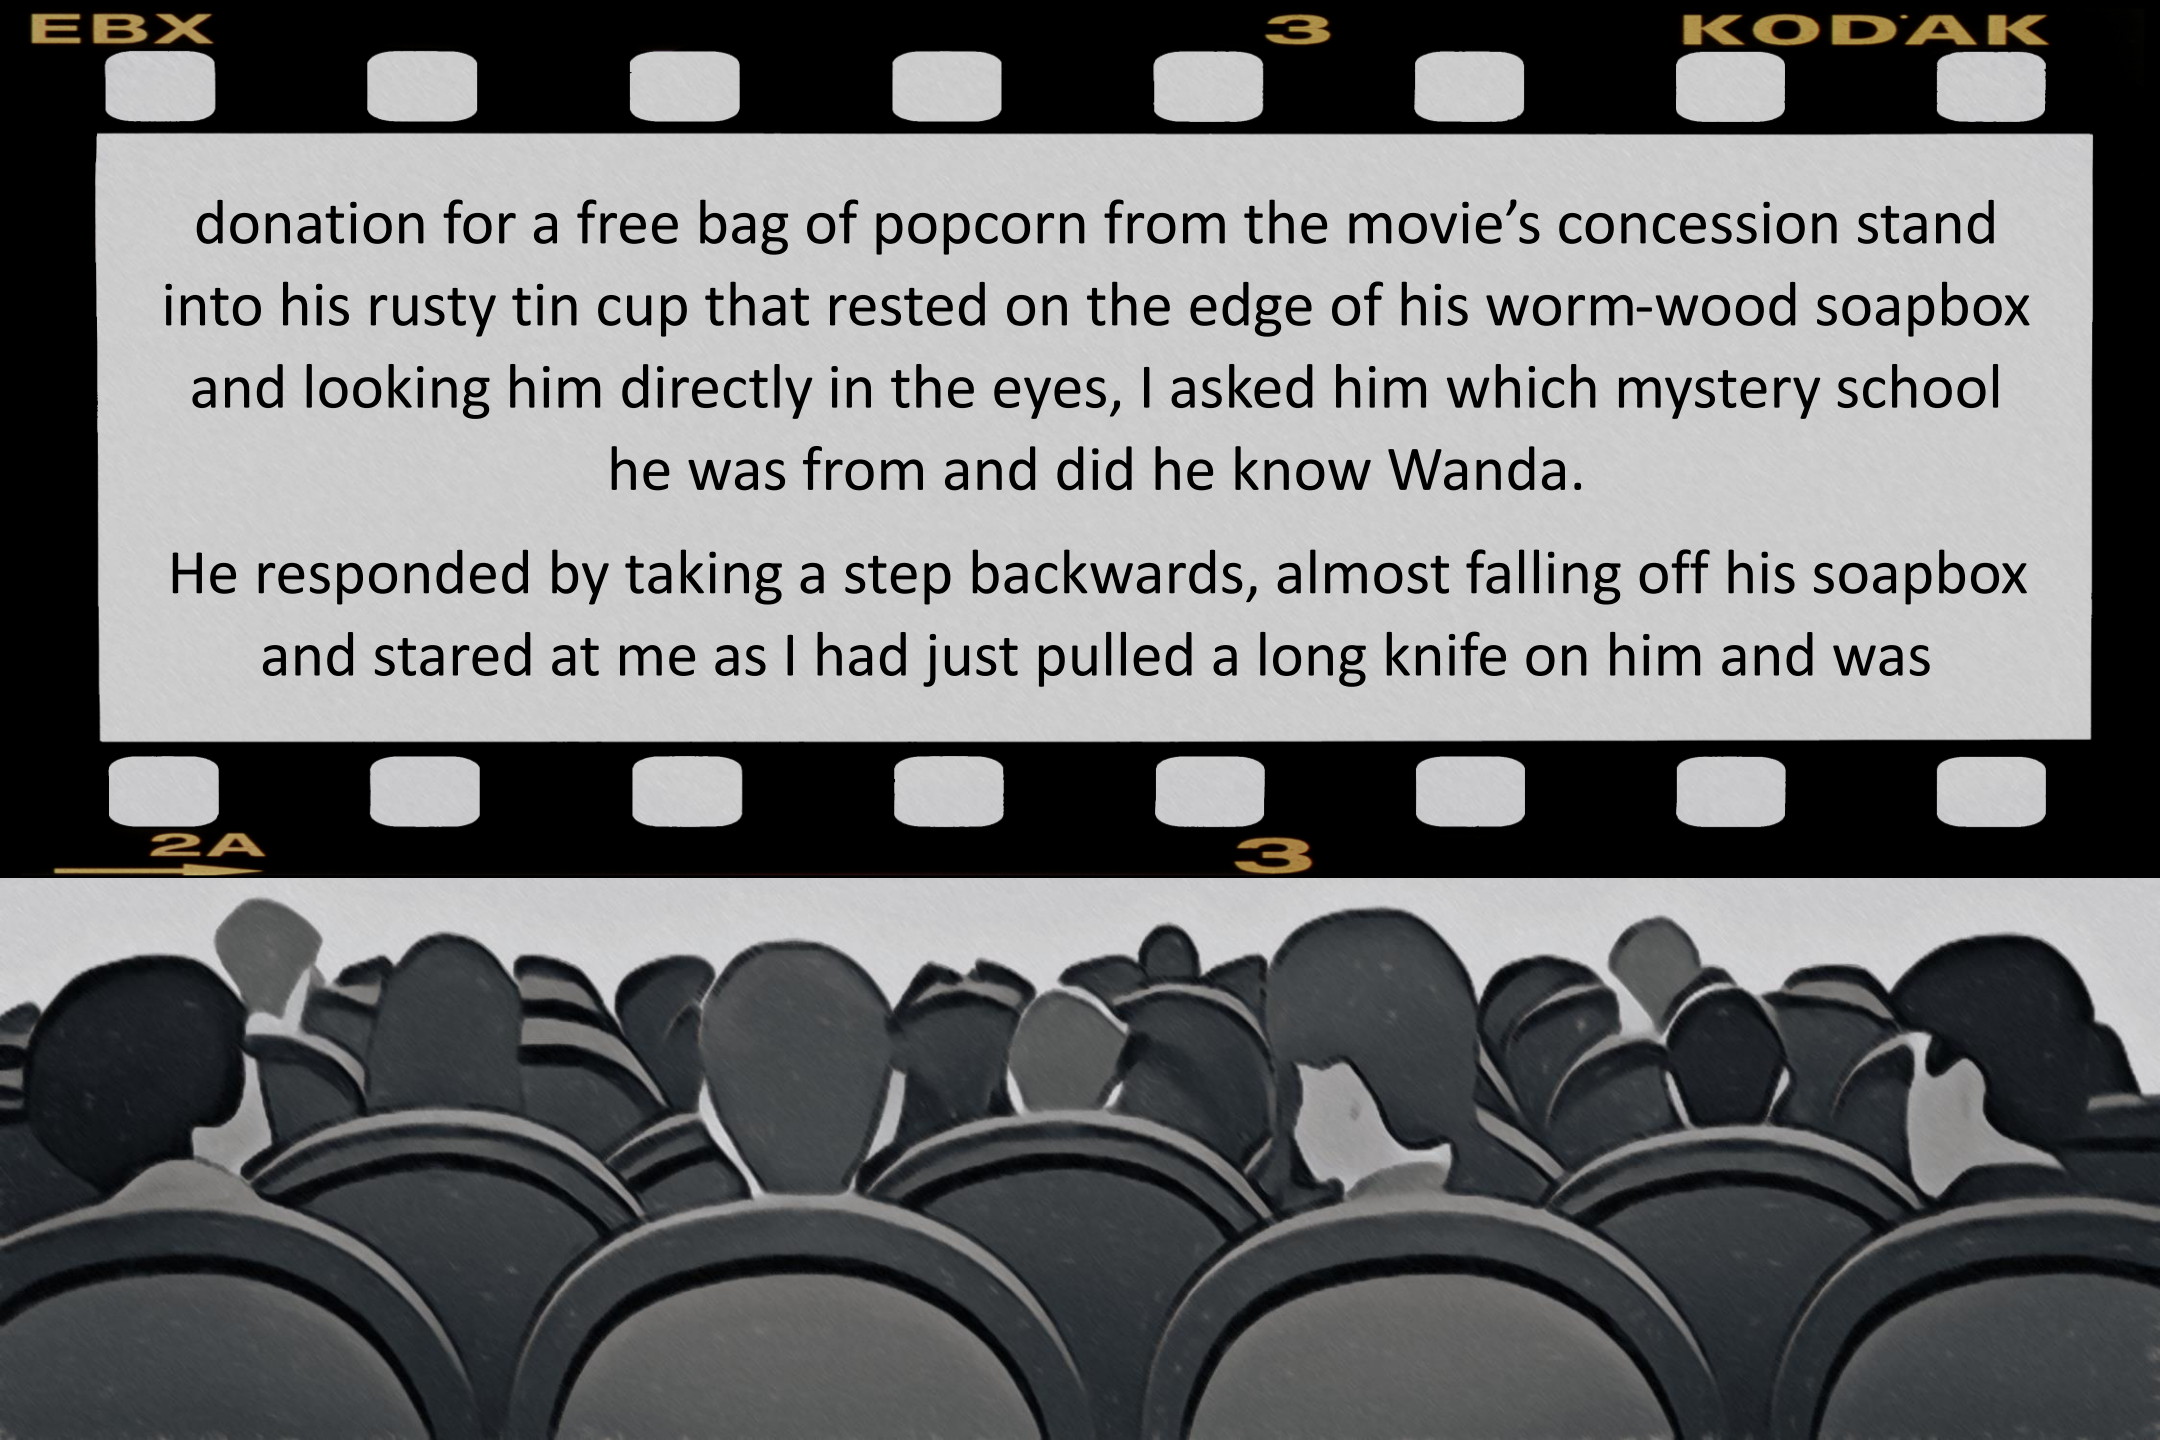 EBX 3 KODAK
donation for a free bag of popcorn from the movie’s concession stand
into his rusty tin cup that rested on the edge of his worm-wood soapbox
and looking him directly in the eyes, I asked him which mystery school
he was from and did he know Wanda.
He responded by taking a step backwards, almost falling off his soapbox
and stared at me as I had just pulled a long knife on him and was
2A 3